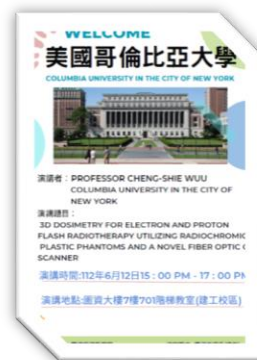 WELCOME
美國哥倫比亞大學
COLUMBIA UNIVERSITY IN THE CITY OF NEW YORK
演講者：PROFESSOR CHENG-SHIE WUU
COLUMBIA UNIVERSITY IN THE CITY OF
NEW YORK
演講題目：
3D DOSIMETRY FOR ELECTRON AND PROTON
FLASH RADIOTHERAPY UTILIZING RADIOCHROMIC
PLASTIC PHANTOMS AND A NOVEL FIBER OPTIC
SCANNER
演講時間:112年6月12日15：00 PM - 17：00 PM
演講地點:圖資大樓7樓701階梯教室(建工校區)